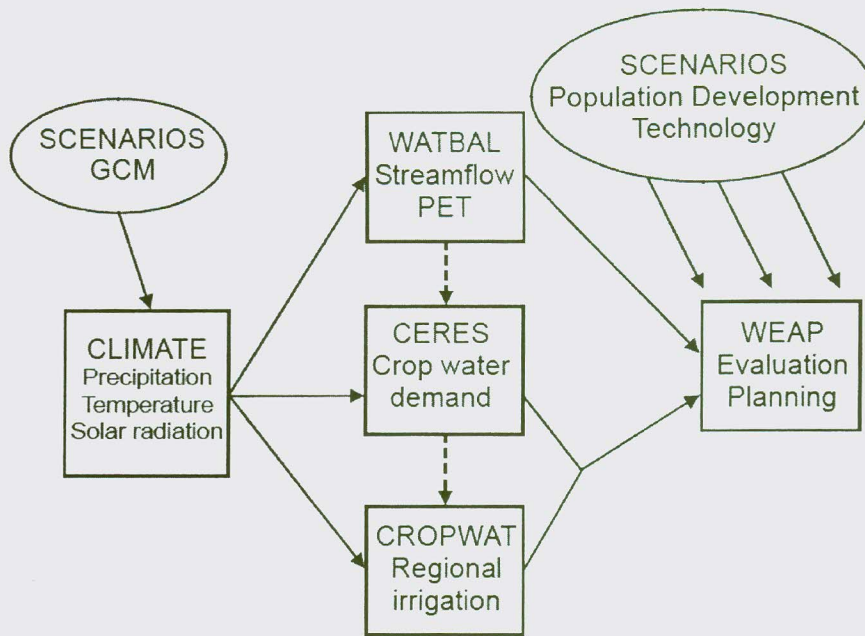 SCENARIOS
GCM
CLIMATE
Precipitation
Temperature
Solar radiation
WATBAL
Streamflow
PET
CERES
Crop water
demand
CROPWAT
Regional
irrigation
SCENARIOS
Population Development
Technology
WEAP
Evaluation
Planning